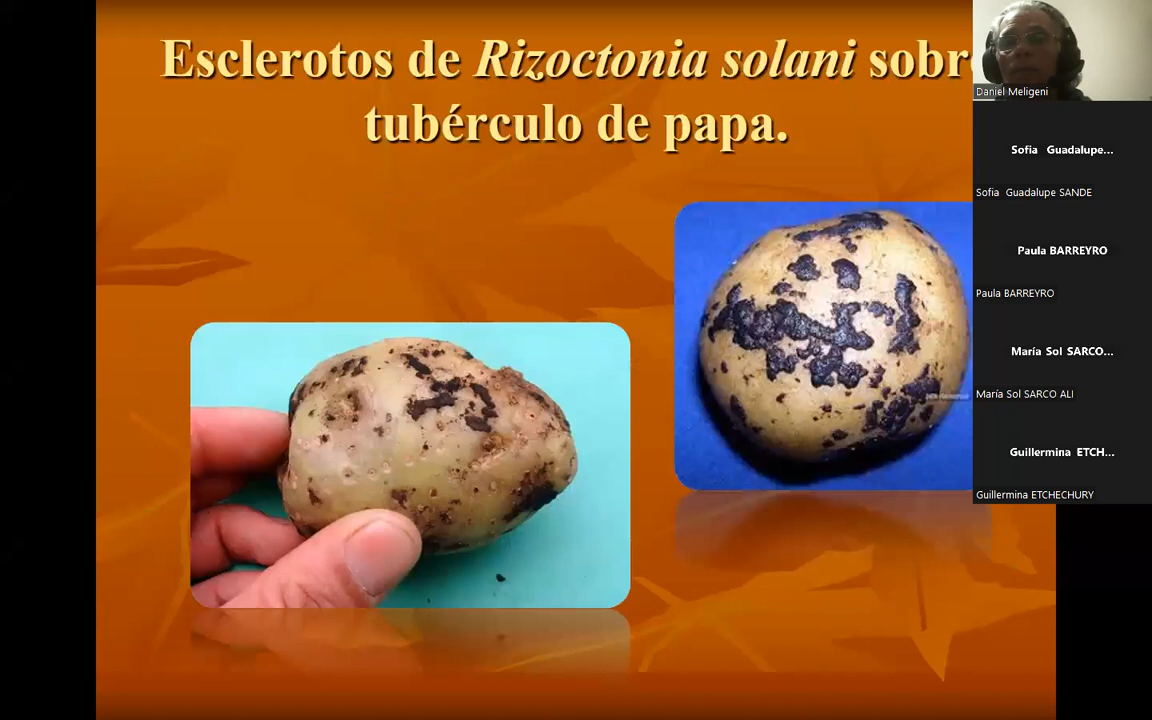 Esclerotos de Rizoctonia solani sobr
tubérculo de papa.
Daniel Meligeni
Sofia Guadalupe...
Sofia Guadalupe SANDE
Paula BARREYRO
Paula BARREYRO
María Sol SARCO...
María Sol SARCO ALI
Guillermina ETCH...
Guillermina ETCHECHURY